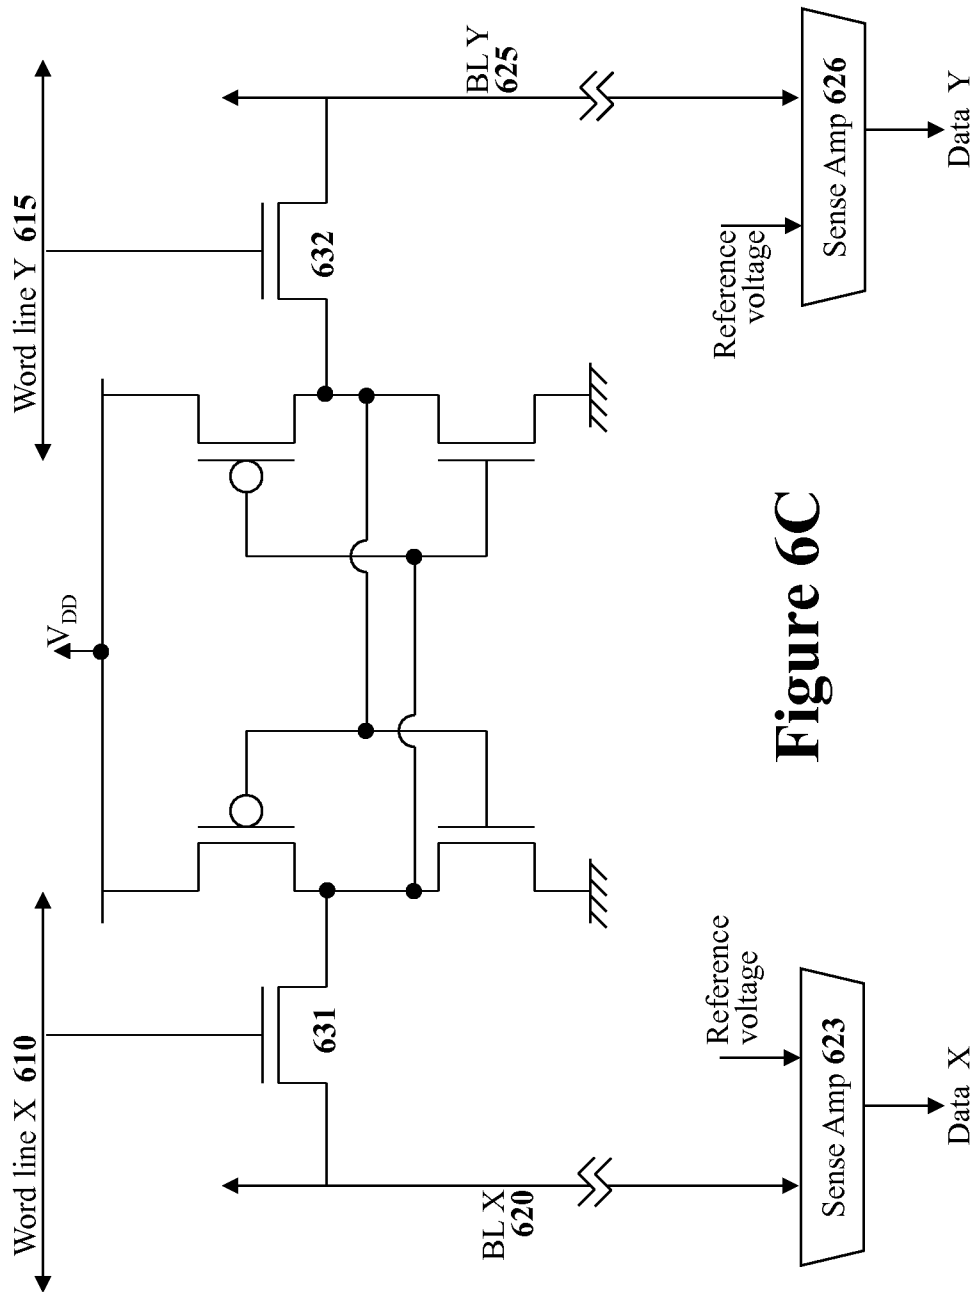 Word line X 610
Word line Y 615
VDD
631
632
BL X
620
BL Y
625
Reference
voltage
Reference
voltage
Sense Amp 623
Sense Amp 626
Data X
Data Y
Figure 6C